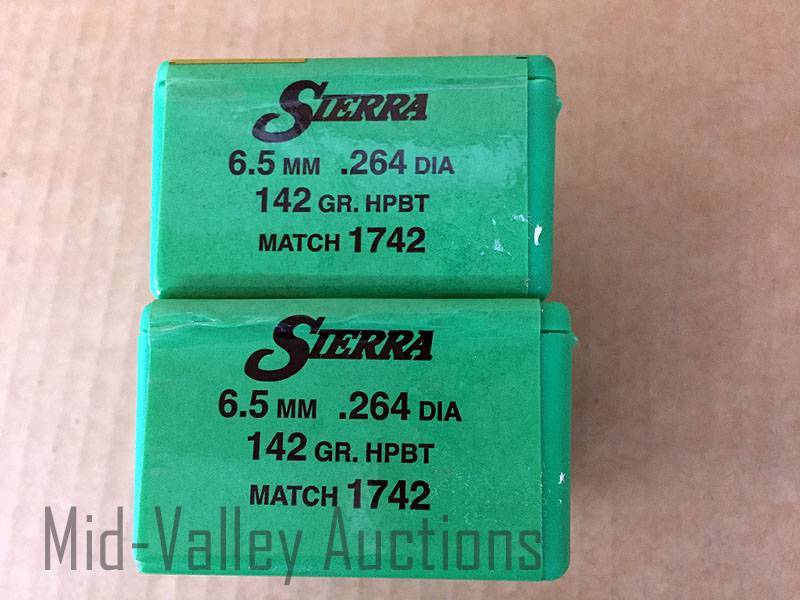 SIERRA
6.5 MM .264 DIA
142 GR. HPBT
MATCH 1742
SIERRA
6.5 MM .264 DIA
142 GR. HPBT
MATCH 1742
Mid-Valley Auctions